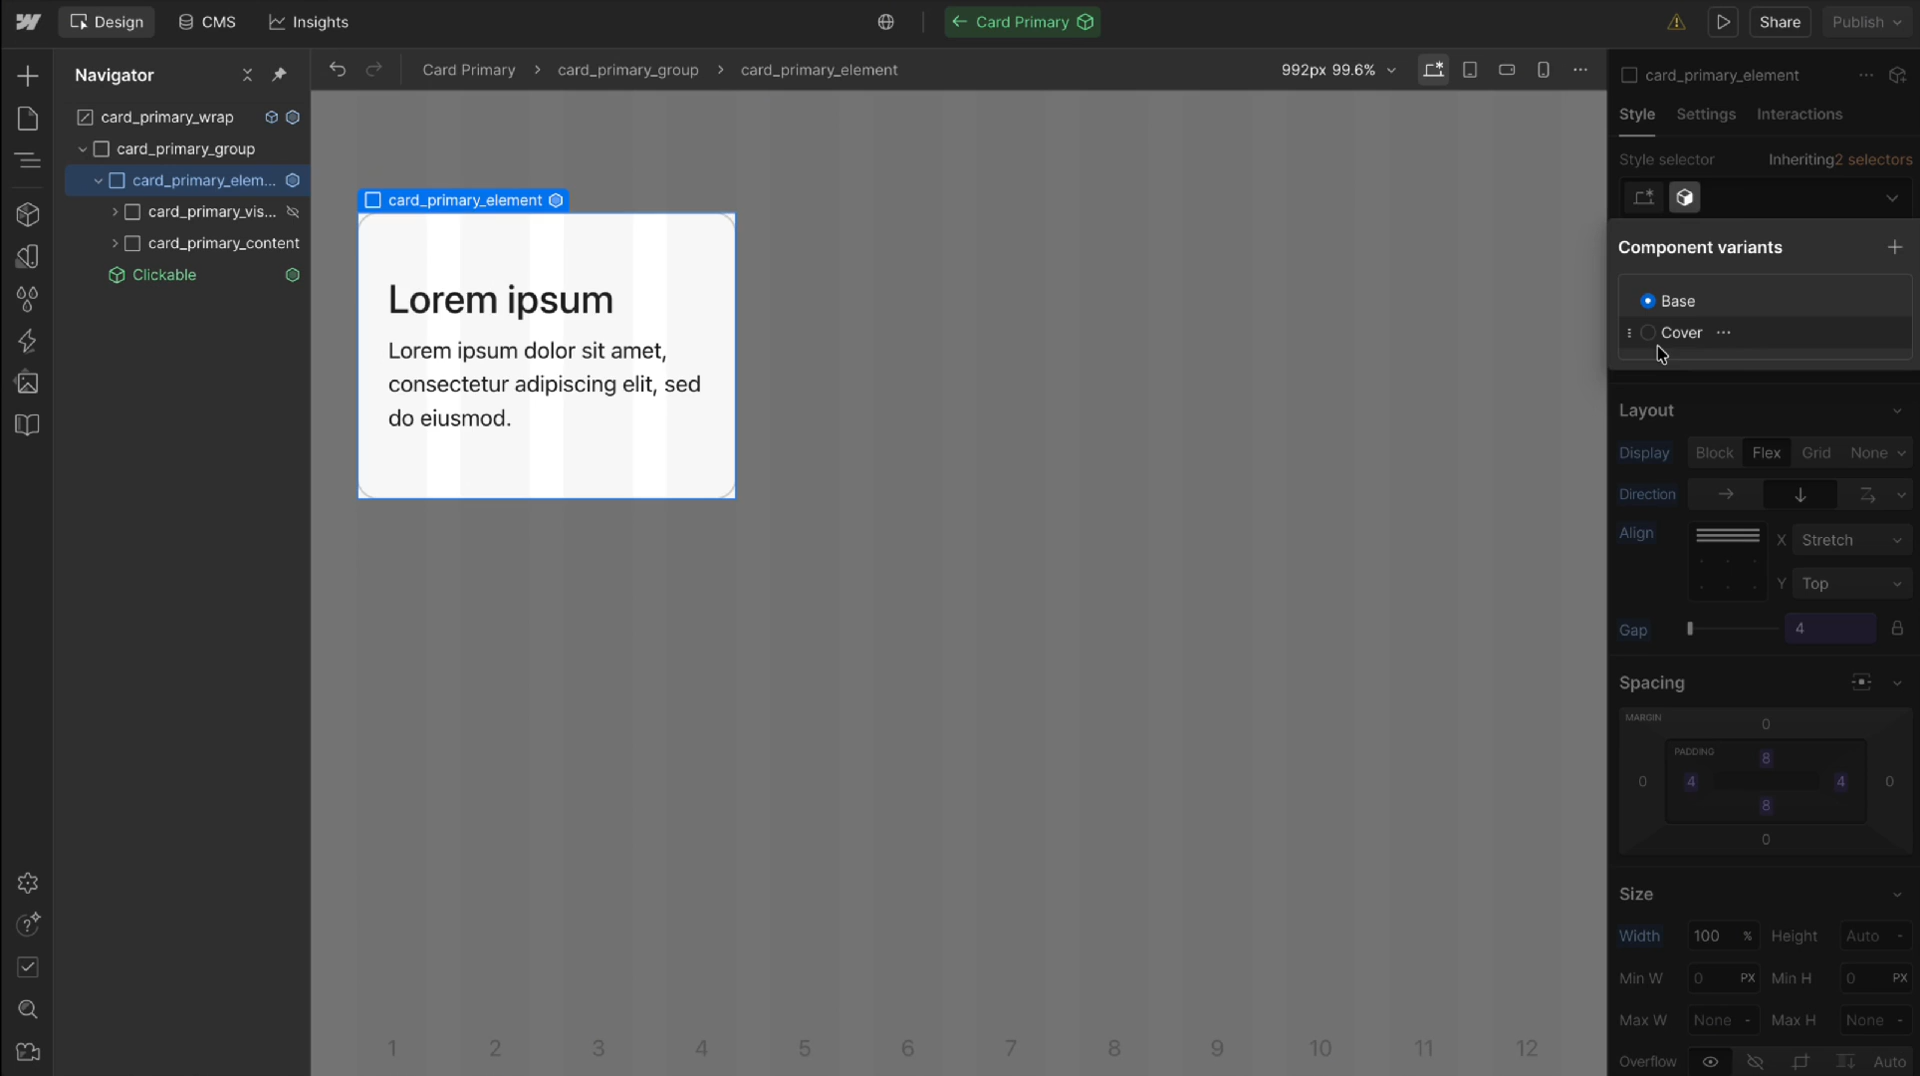 Design
CMS
Insights
Card Primary
Share
Publish
Navigator
Card Primary > card_primary_group > card_primary_element
992px 99.6%
card_primary_wrap
card_primary_group
card_primary_elem...
card_primary_vis...
card_primary_content
Clickable
card_primary_element
Lorem ipsum
Lorem ipsum dolor sit amet,
consectetur adipiscing elit, sed
do eiusmod.
1 2 3 4 5 6 7 8 9 10 11 12
card_primary_element
Style Settings Interactions
Style selector Inheriting 2 selectors
Component variants
Base
Cover
Layout
Display Block Flex Grid None
Direction
Align X Stretch
Y Top
Gap 4
Spacing
MARGIN 0
PADDING 8
0 4 4 0
8
0
Size
Width 100 % Height Auto -
Min W 0 PX Min H 0 PX
Max W None - Max H None -
Overflow Auto